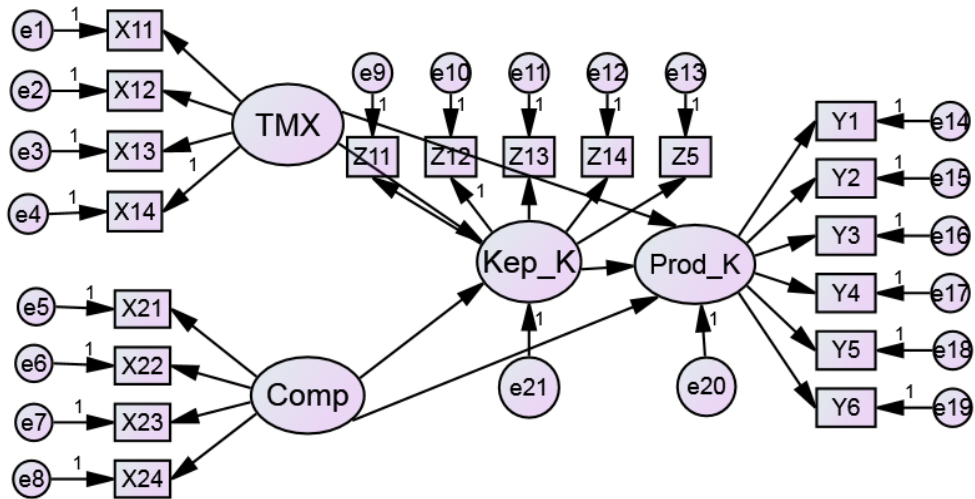 e1 1 X11
e2 1 X12
e3 1 X13
e4 1 X14
1
TMX
e9 e10 e11 e12 e13
1 1 1 1 1
Z11 Z12 Z13 Z14 Z5
1
Kep_K
Prod_K
1
e21
1
e20
Y1 1 e14
Y2 1 e15
Y3 1 e16
Y4 1 e17
Y5 1 e18
Y6 1 e19
e5 1 X21
e6 1 X22
e7 1 X23
e8 1 X24
Comp